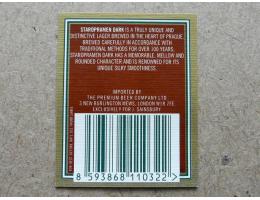 STAROPRAMEN DARK IS A TRULY UNIQUE AND
DISTINCTIVE LAGER BREWED IN THE HEART OF PRAGUE
BREWED CAREFULLY IN ACCORDANCE WITH
TRADITIONAL METHODS FOR OVER 100 YEARS,
STAROPRAMEN DARK HAS A MEMORABLE, MELLOW AND
ROUNDED CHARACTER AND IS RENOWNED FOR ITS
UNIQUE SILKY SMOOTHNESS.
IMPORTED BY
THE PREMIUM BEER COMPANY LTD
3 NEW BURLINGTON MEWS, LONDON W1R 7FE
EXCLUSIVELY FOR J. SAINSBURY
8 593868 110322 >